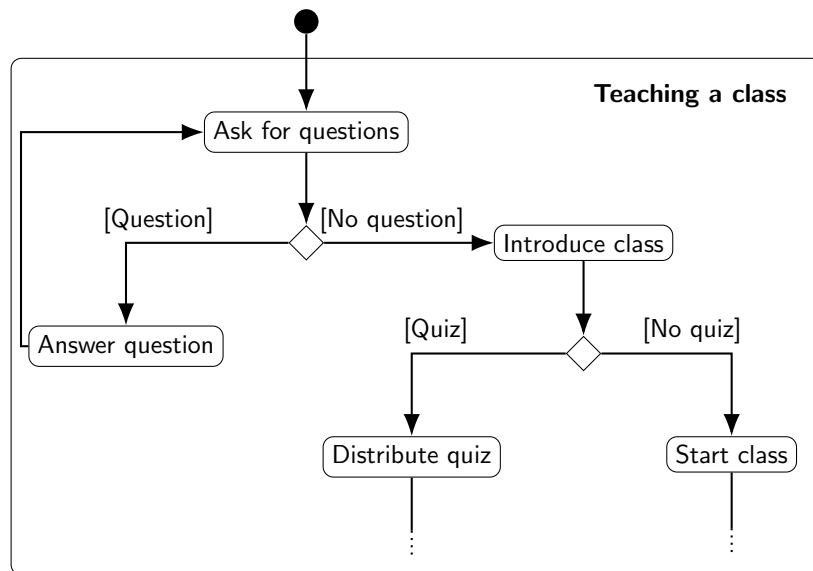 Teaching a class
Ask for questions
[Question]
[No question]
Introduce class
Answer question
[Quiz]
[No quiz]
Distribute quiz
Start class